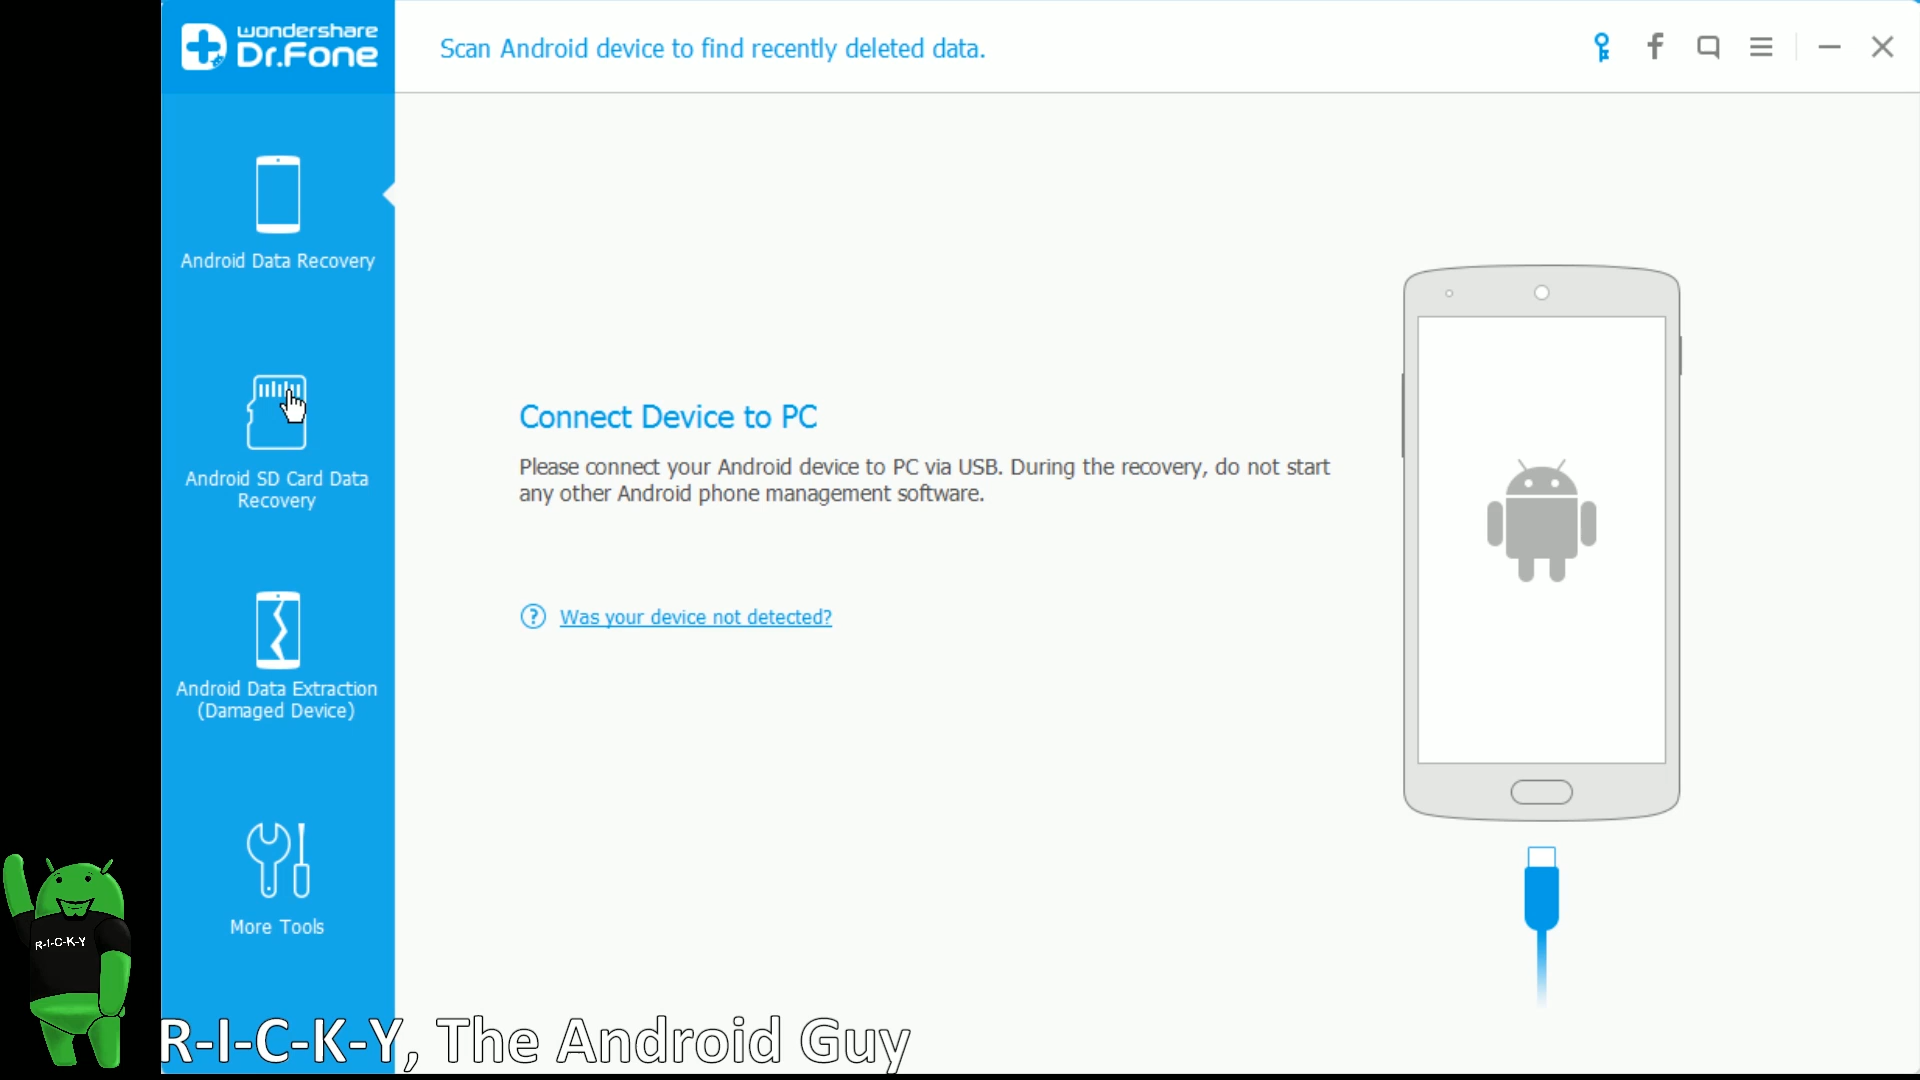 wondershare
Dr.Fone
Scan Android device to find recently deleted data.
Android Data Recovery
Android SD Card Data
Recovery
Android Data Extraction
(Damaged Device)
More Tools
Connect Device to PC
Please connect your Android device to PC via USB. During the recovery, do not start
any other Android phone management software.
? Was your device not detected?
R-I-C-K-Y
R-I-C-K-Y, The Android Guy